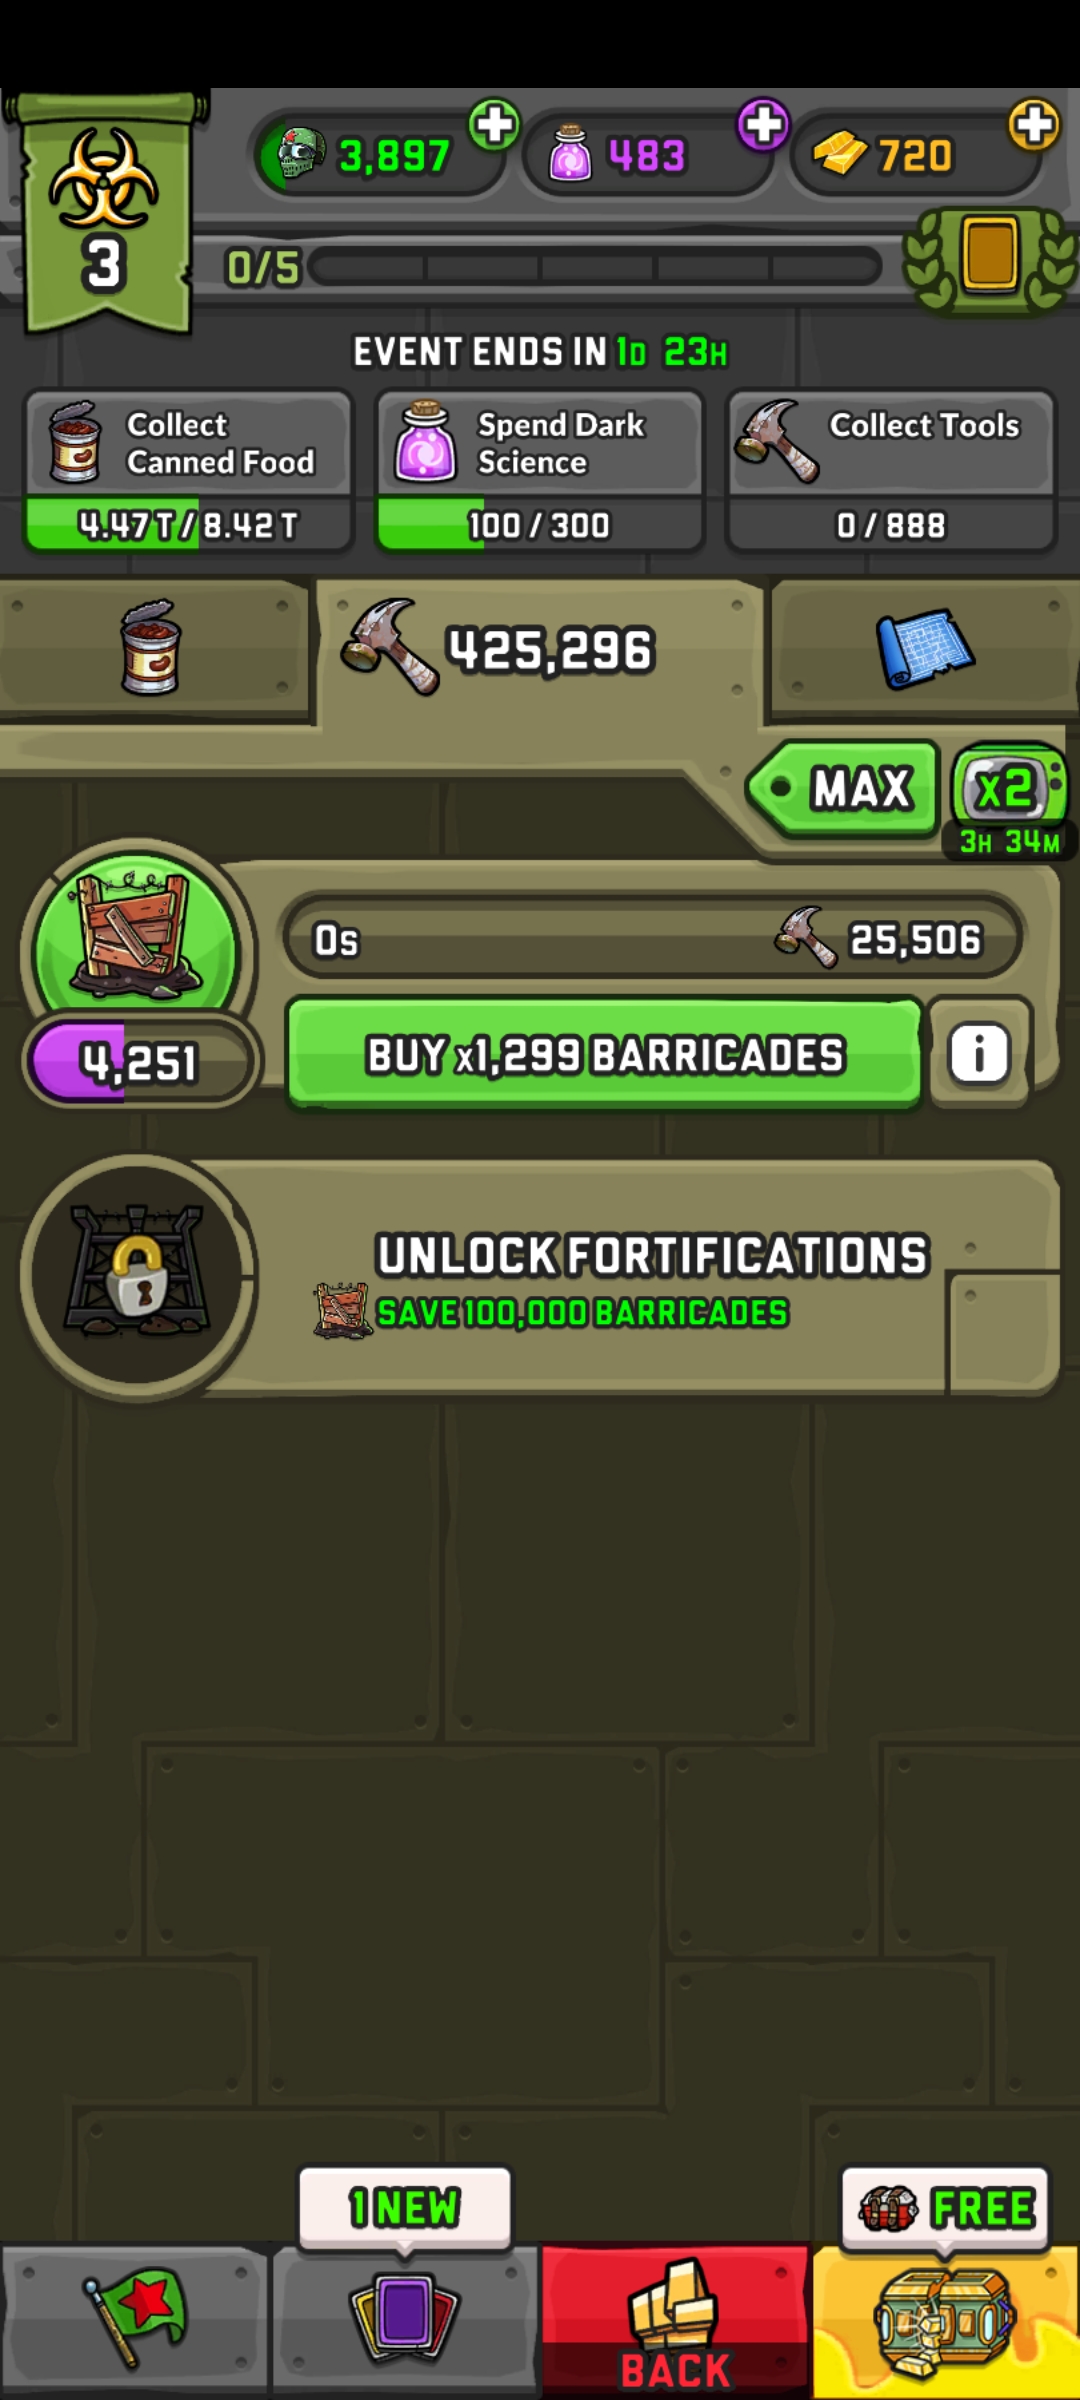 3,897
483
720
3
0/5
EVENT ENDS IN 1D 23H
Collect
Canned Food
4.47T/8.42T
Spend Dark
Science
100/300
Collect Tools
0/888
425,296
MAX
x2
3H 34M
0s
25,506
4,251
BUY x1,299 BARRICADES
i
UNLOCK FORTIFICATIONS
SAVE 100,000 BARRICADES
1 NEW
FREE
BACK